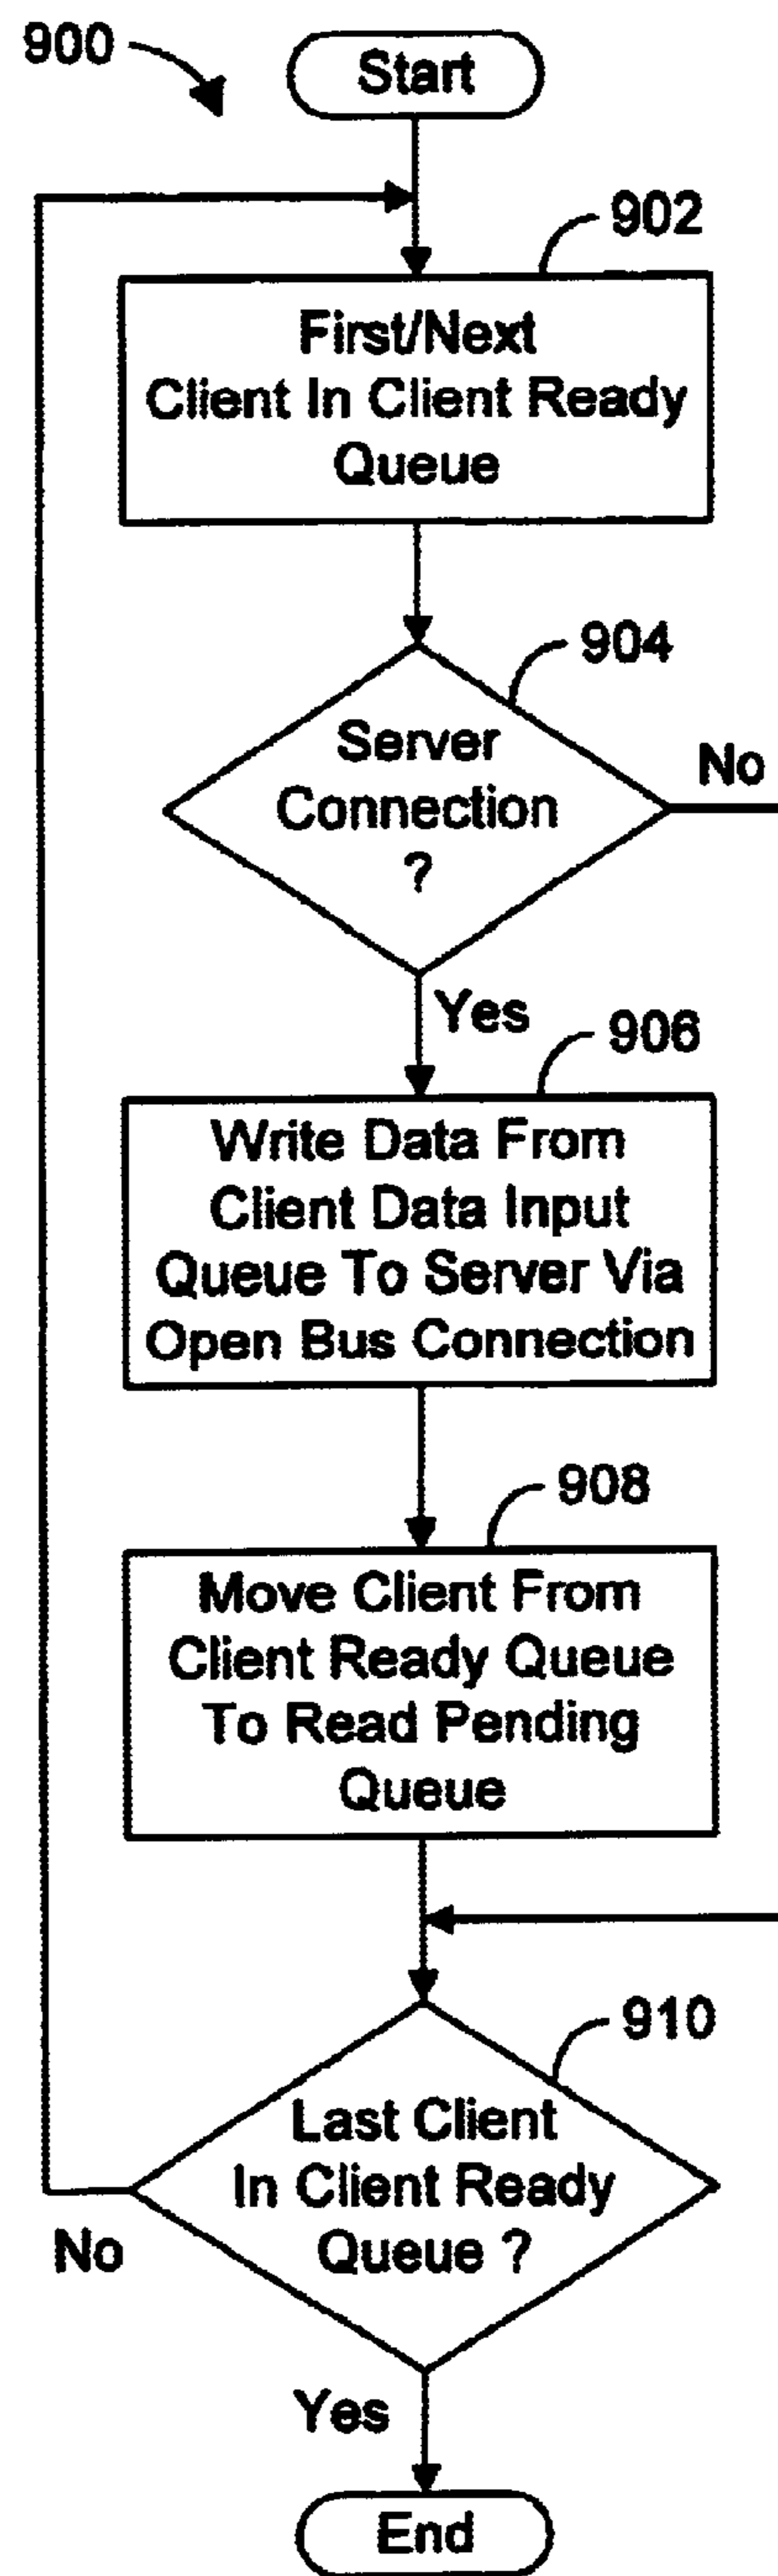 900
Start
902
First/Next
Client In Client Ready
Queue
904
Server
Connection
?
No
Yes
906
Write Data From
Client Data Input
Queue To Server Via
Open Bus Connection
908
Move Client From
Client Ready Queue
To Read Pending
Queue
910
Last Client
In Client Ready
Queue ?
No
Yes
End